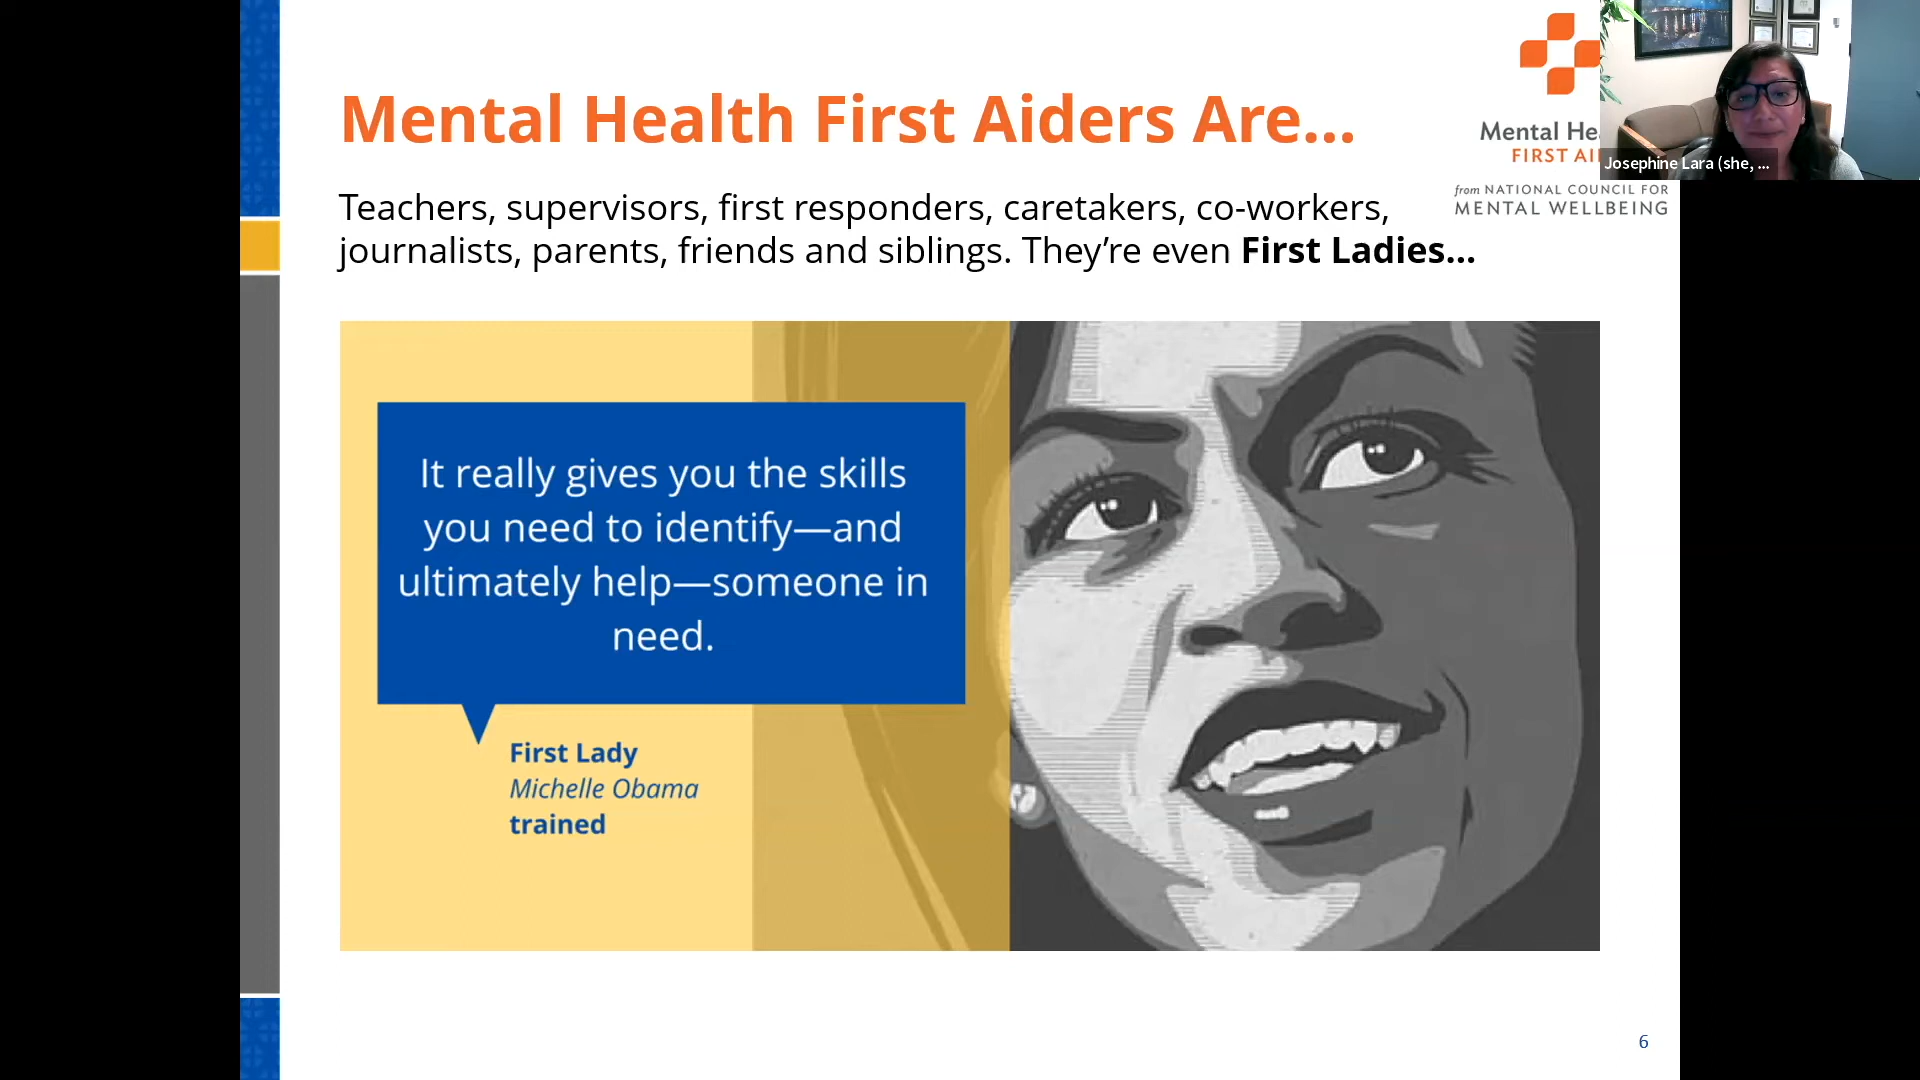 Mental Health First Aiders Are...
Mental He
FIRST AI
Josephine Lara (she, ...
from NATIONAL COUNCIL FOR
MENTAL WELLBEING
Teachers, supervisors, first responders, caretakers, co-workers,
journalists, parents, friends and siblings. They’re even First Ladies...
It really gives you the skills
you need to identify—and
ultimately help—someone in
need.
First Lady
Michelle Obama
trained
6